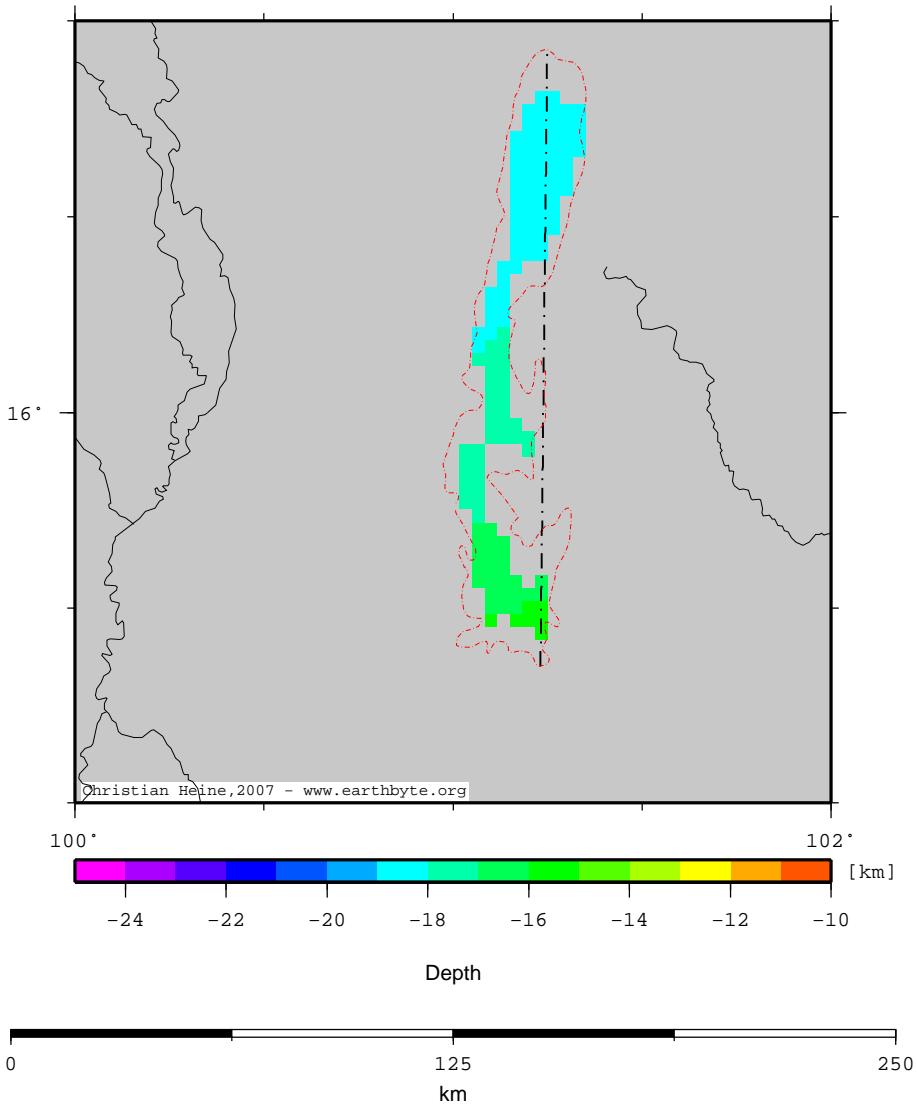 16°
Christian Heine,2007 - www.earthbyte.org
100° 102°
[km]
-24 -22 -20 -18 -16 -14 -12 -10
Depth
0 125 250
km